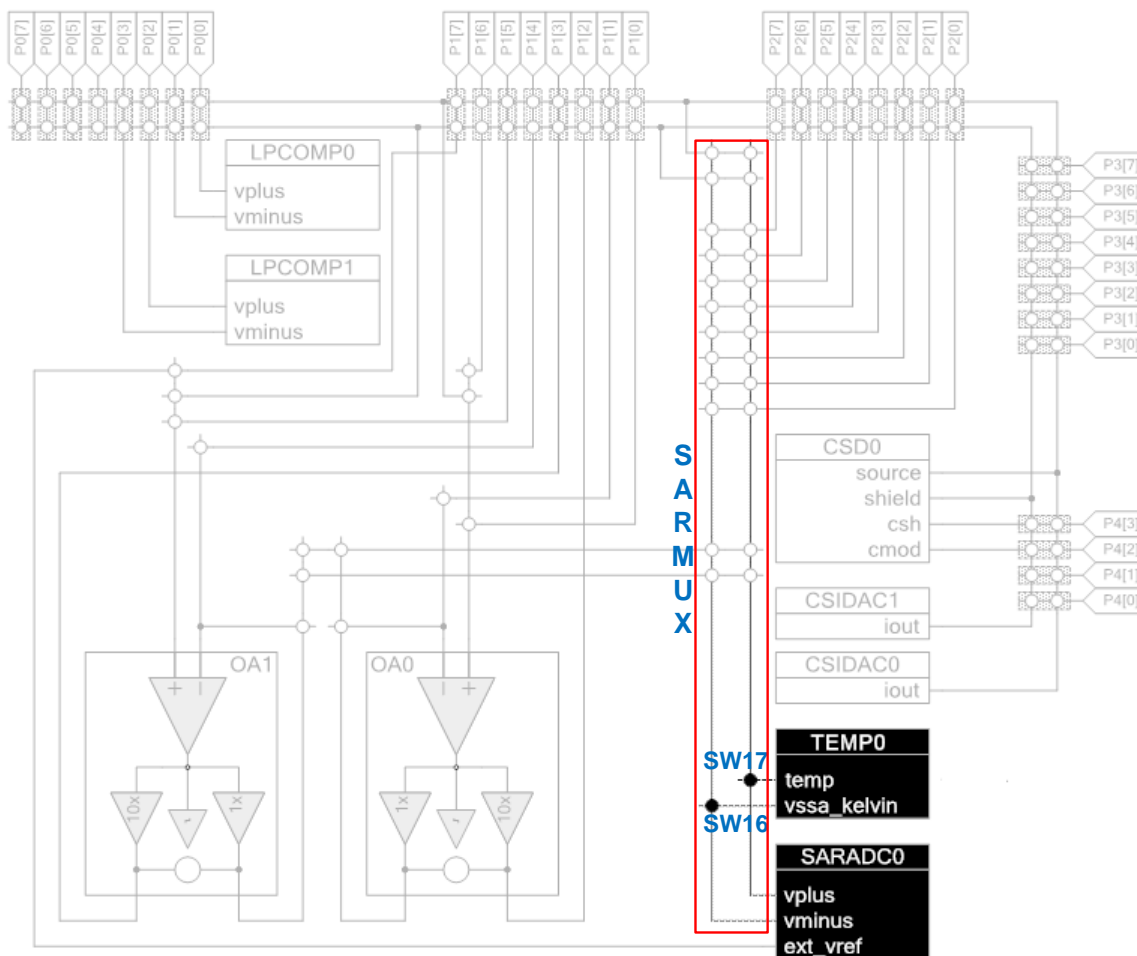 P0[7] P0[6] P0[5] P0[4] P0[3] P0[2] P0[1] P0[0] P1[7] P1[6] P1[5] P1[4] P1[3] P1[2] P1[1] P1[0] P2[7] P2[6] P2[5] P2[4] P2[3] P2[2] P2[1] P2[0]
LPCOMP0
vplus
vminus
LPCOMP1
vplus
vminus
P3[7]
P3[6]
P3[5]
P3[4]
P3[3]
P3[2]
P3[1]
P3[0]
S
A
R
M
U
X
CSD0
source
shield
csh
cmod
P4[3]
P4[2]
P4[1]
P4[0]
CSIDAC1
iout
CSIDAC0
iout
OA1
+ −
10x
1x
OA0
− +
1x
10x
SW17
SW16
TEMP0
temp
vssa_kelvin
SARADC0
vplus
vminus
ext_vref